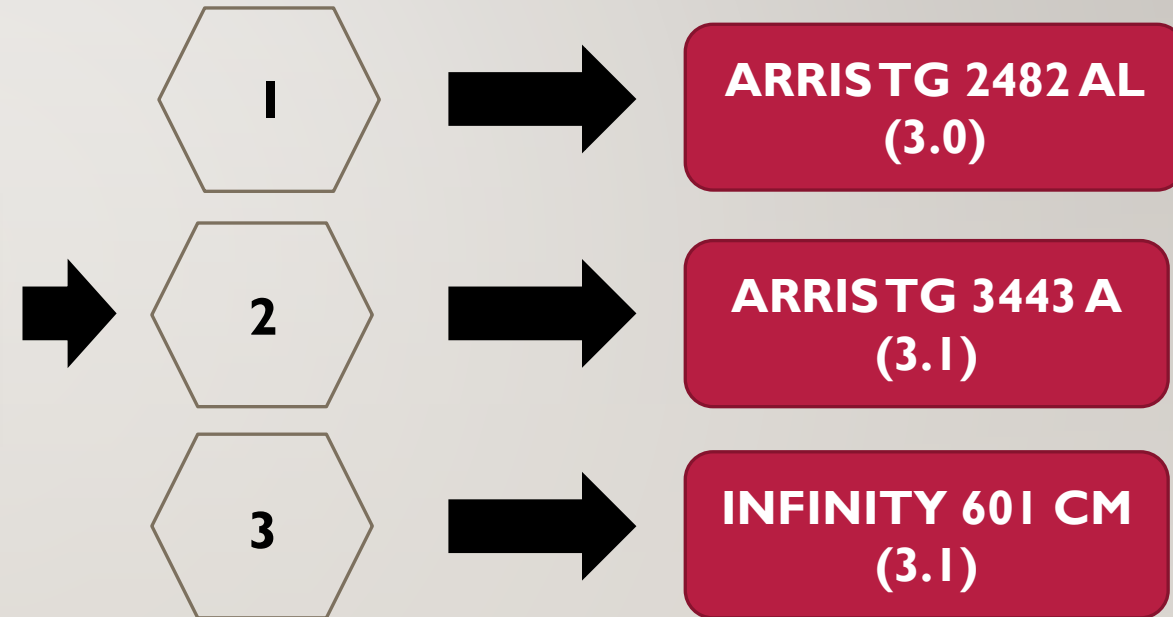 1
ARRIS TG 2482 AL
(3.0)
2
ARRIS TG 3443 A
(3.1)
3
INFINITY 601 CM
(3.1)